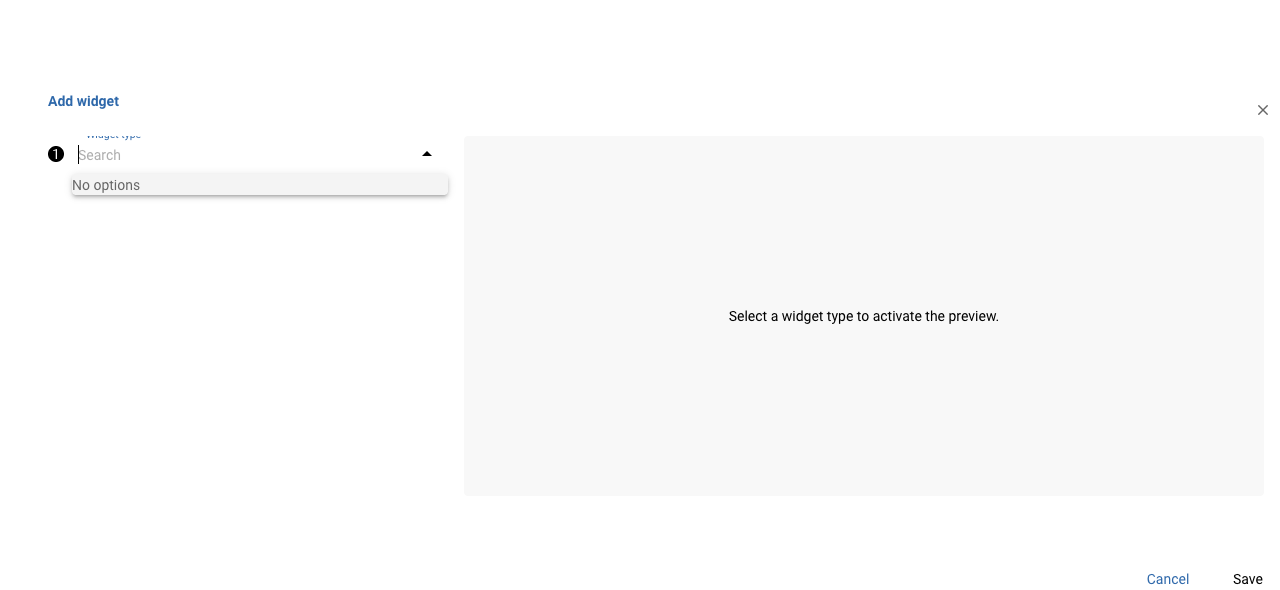 Add widget
Widget type
1
Search
No options
Select a widget type to activate the preview.
Cancel
Save